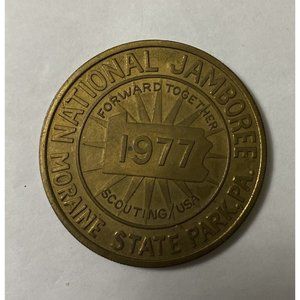 NATIONAL JAMBOREE
FORWARD TOGETHER
1977
SCOUTING/USA
MORAINE STATE PARK, PA.